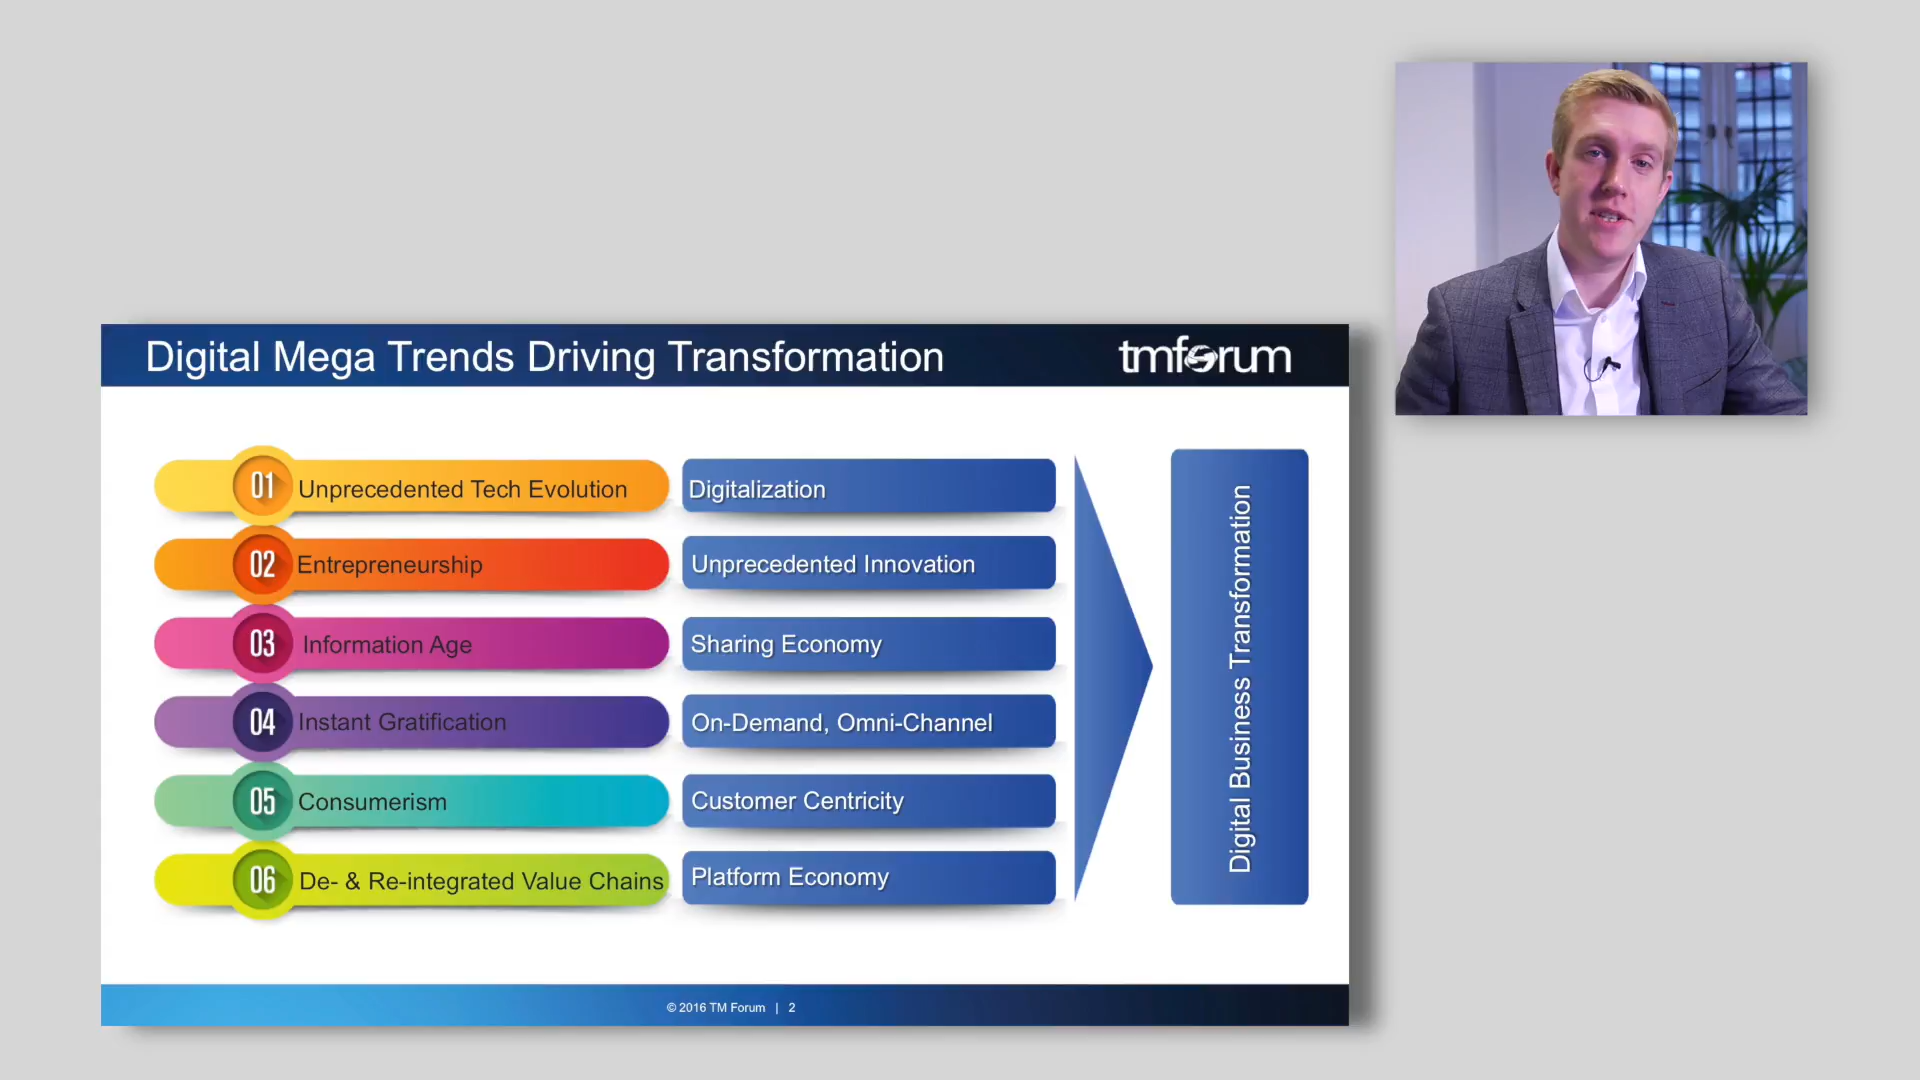 Digital Mega Trends Driving Transformation
tmforum
01 Unprecedented Tech Evolution
Digitalization
02 Entrepreneurship
Unprecedented Innovation
03 Information Age
Sharing Economy
04 Instant Gratification
On-Demand, Omni-Channel
05 Consumerism
Customer Centricity
06 De- & Re-integrated Value Chains
Platform Economy
Digital Business Transformation
© 2016 TM Forum | 2